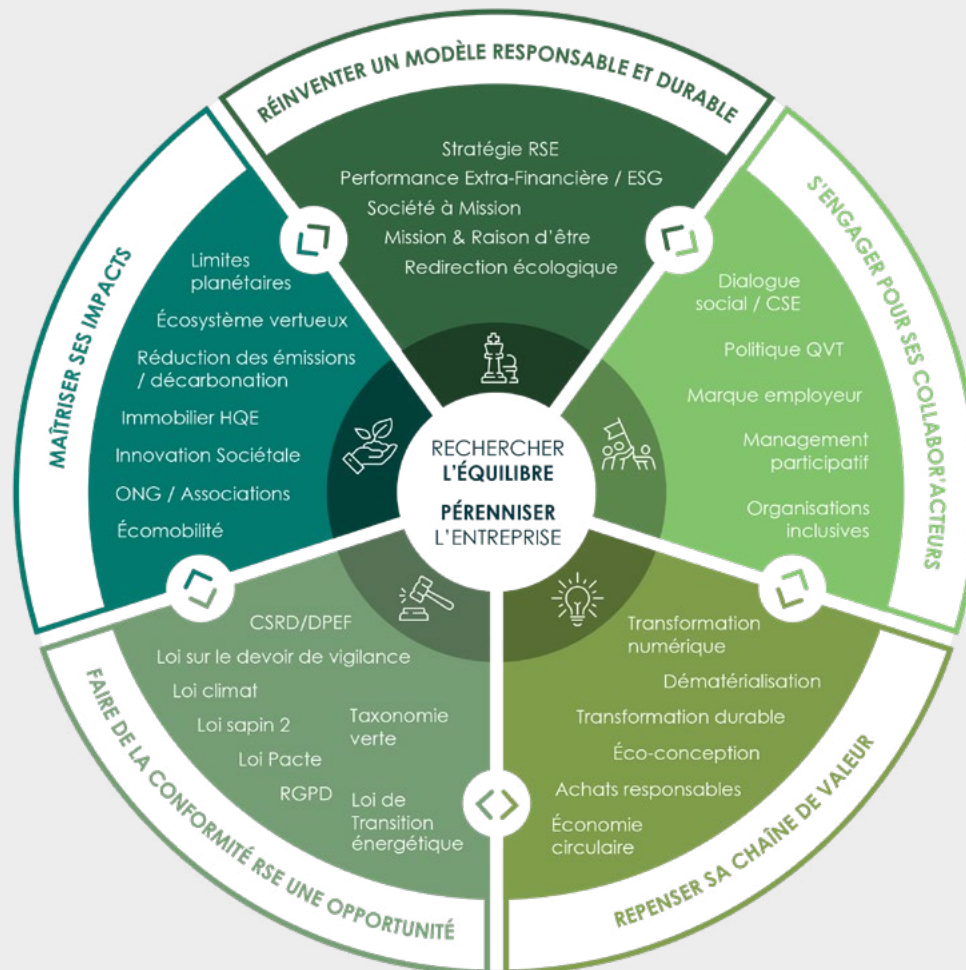 RÉINVENTER UN MODÈLE RESPONSABLE ET DURABLE
Stratégie RSE
Performance Extra-Financière / ESG
Société à Mission
Mission & Raison d'être
Redirection écologique
S'ENGAGER POUR SES COLLABOR'ACTEURS
Dialogue
social / CSE
Politique QVT
Marque employeur
Management
participatif
Organisations
inclusives
REPENSER SA CHAÎNE DE VALEUR
Transformation
numérique
Dématérialisation
Transformation durable
Éco-conception
Achats responsables
Économie
circulaire
FAIRE DE LA CONFORMITÉ RSE UNE OPPORTUNITÉ
CSRD/DPEF
Loi sur le devoir de vigilance
Loi climat
Loi sapin 2
Taxonomie
verte
Loi Pacte
RGPD
Loi de
Transition
énergétique
MAÎTRISER SES IMPACTS
Limites
planétaires
Écosystème vertueux
Réduction des émissions
/ décarbonation
Immobilier HQE
Innovation Sociétale
ONG / Associations
Écomobilité
RECHERCHER
L'ÉQUILIBRE
PÉRENNISER
L'ENTREPRISE